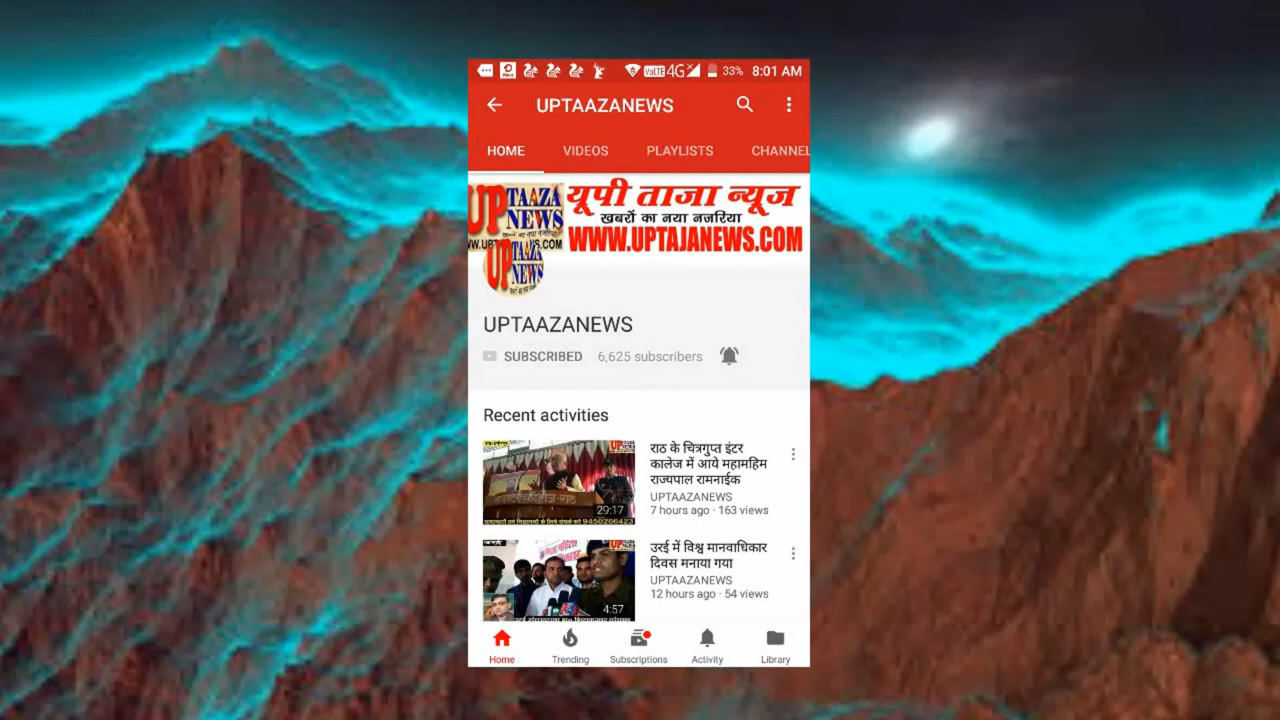 VoLTE 4G 33% 8:01 AM
UPTAAZANEWS
HOME VIDEOS PLAYLISTS CHANNEL
UP TAAZA NEWS
यूपी ताजा न्यूज
खबरों का नया नजरिया
WWW.UPTAJANEWS.COM
UP TAAZA NEWS
UPTAAZANEWS
SUBSCRIBED 6,625 subscribers
Recent activities
राठ के चित्रगुप्त इंटर
कालेज में आये महामहिम
राज्यपाल रामनाईक
UPTAAZANEWS
7 hours ago · 163 views
29:17
उरई में विश्व मानवाधिकार
दिवस मनाया गया
UPTAAZANEWS
12 hours ago · 54 views
4:57
Home Trending Subscriptions Activity Library